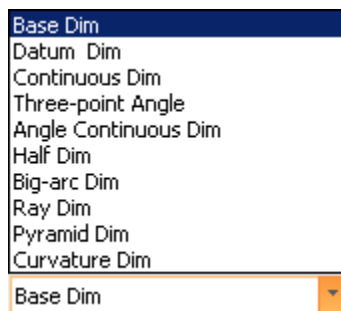 Base Dim
Datum Dim
Continuous Dim
Three-point Angle
Angle Continuous Dim
Half Dim
Big-arc Dim
Ray Dim
Pyramid Dim
Curvature Dim
Base Dim